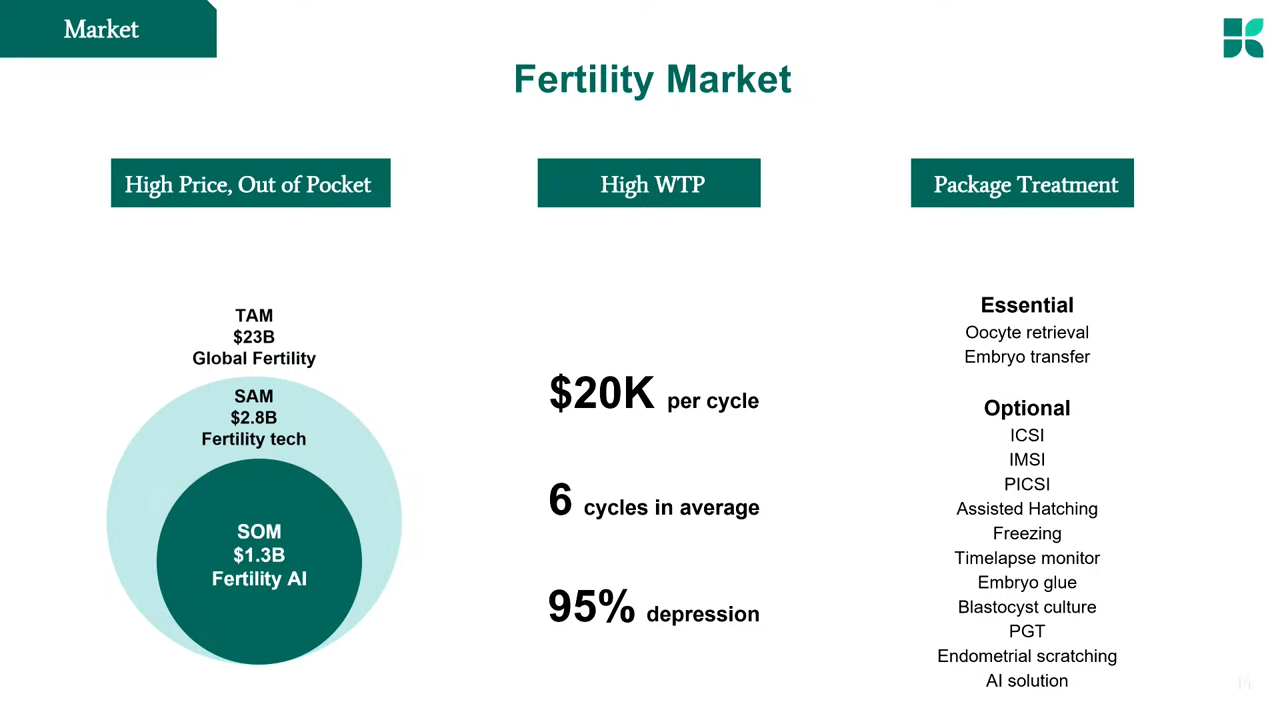 Market
Fertility Market
High Price, Out of Pocket
TAM
$23B
Global Fertility
SAM
$2.8B
Fertility tech
SOM
$1.3B
Fertility AI
High WTP
$20K per cycle
6 cycles in average
95% depression
Package Treatment
Essential
Oocyte retrieval
Embryo transfer
Optional
ICSI
IMSI
PICSI
Assisted Hatching
Freezing
Timelapse monitor
Embryo glue
Blastocyst culture
PGT
Endometrial scratching
AI solution
14